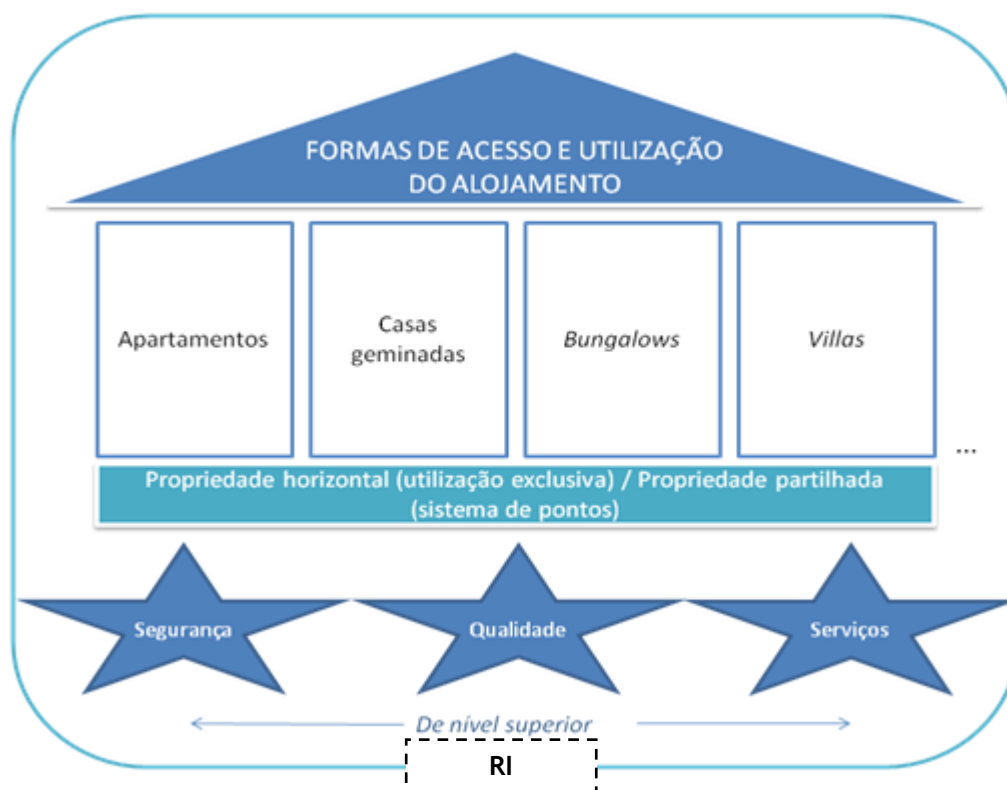 FORMAS DE ACESSO E UTILIZAÇÃO
DO ALOJAMENTO
Apartamentos
Casas
geminadas
Bungalows
Villas
...
Propriedade horizontal (utilização exclusiva) / Propriedade partilhada
(sistema de pontos)
Segurança
Qualidade
Serviços
De nível superior
RI